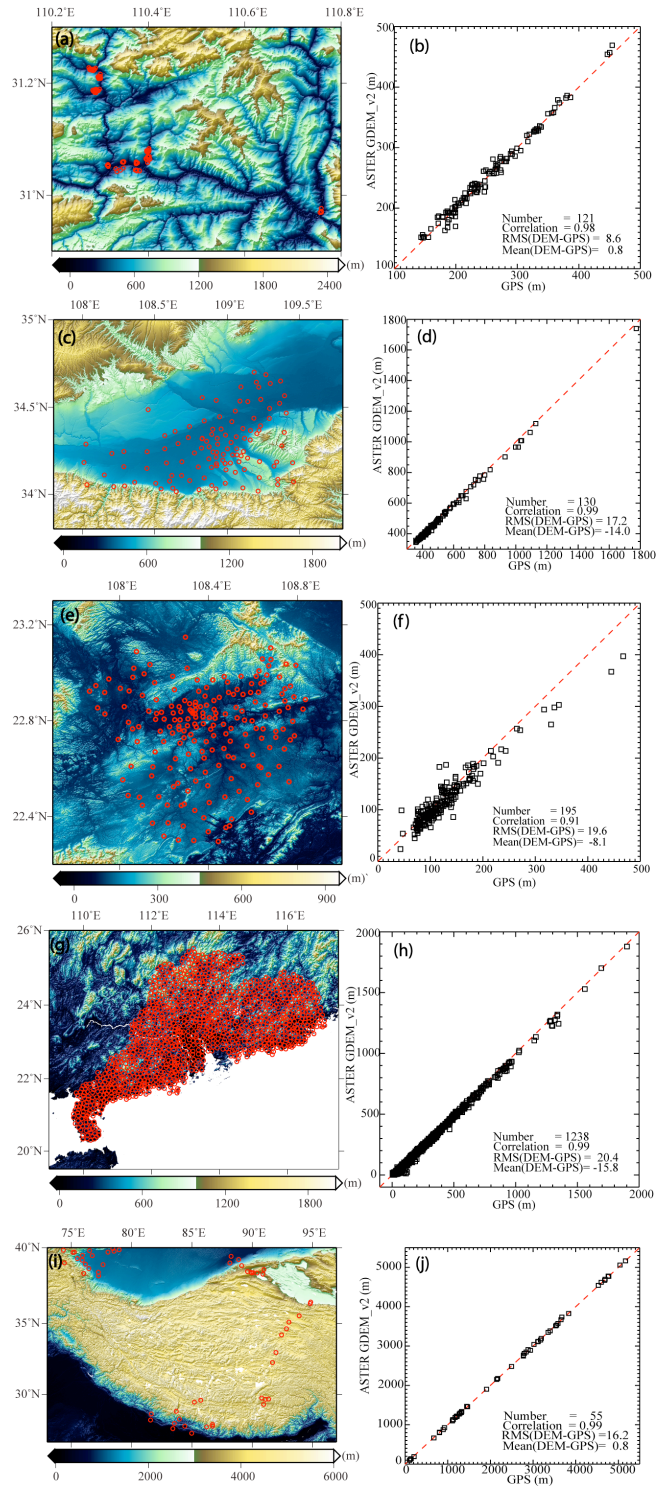 110.2 110.4 110.6 110.8
(a)
31.2°N
31°N
0 600 1200 1800 2400 (m)
(b)
ASTER GDEM_v2 (m)
500
400
300
200
100
Number = 121
Correlation = 0.98
RMS(DEM-GPS) = 8.6
Mean(DEM-GPS)= 0.8
100 200 300 400 500
GPS (m)
108°E 108.5°E 109°E 109.5°E
35°N
(c)
34.5°N
34°N
0 600 1200 1800 (m)
(d)
ASTER GDEM_v2 (m)
1800
1600
1400
1200
1000
800
600
400
Number = 130
Correlation = 0.99
RMS(DEM-GPS) = 17.2
Mean(DEM-GPS)= -14.0
400 600 800 1000 1200 1400 1600 1800
GPS (m)
108°E 108.4°E 108.8°E
23.2°N
(e)
22.8°N
22.4°N
0 300 600 900 (m)
(f)
ASTER GDEM_v2 (m)
500
400
300
200
100
0
Number = 195
Correlation = 0.91
RMS(DEM-GPS) = 19.6
Mean(DEM-GPS)= -8.1
0 100 200 300 400 500
GPS (m)
110°E 112°E 114°E 116°E
26°N
(g)
24°N
22°N
20°N
0 600 1200 1800 (m)
(h)
ASTER GDEM_v2 (m)
2000
1500
1000
500
0
Number = 1238
Correlation = 0.99
RMS(DEM-GPS) = 20.4
Mean(DEM-GPS)= -15.8
0 500 1000 1500 2000
GPS (m)
75°E 80°E 85°E 90°E 95°E
40°N
(i)
35°N
30°N
0 2000 4000 6000 (m)
(j)
ASTER GDEM_v2 (m)
5000
4000
3000
2000
1000
0
Number = 55
Correlation = 0.99
RMS(DEM-GPS) =16.2
Mean(DEM-GPS)= 0.8
0 1000 2000 3000 4000 5000
GPS (m)